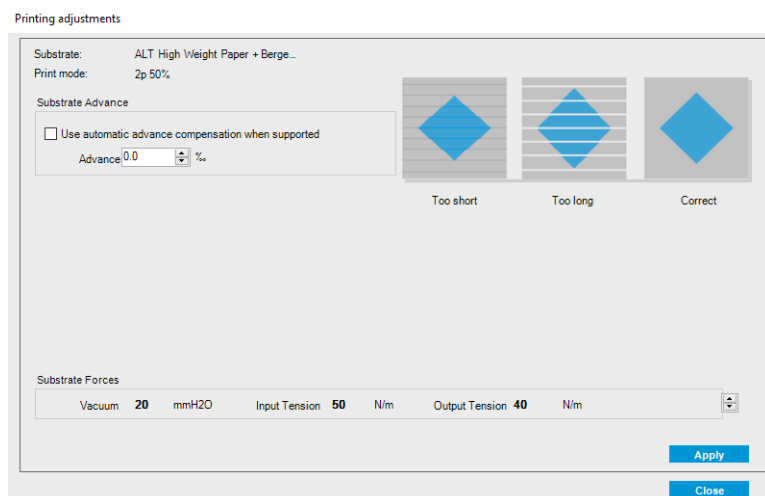 Printing adjustments
Substrate: ALT High Weight Paper + Berge...
Print mode: 2p 50%
Substrate Advance
Use automatic advance compensation when supported
Advance 0.0 ‰
Too short Too long Correct
Substrate Forces
Vacuum 20 mmH2O Input Tension 50 N/m Output Tension 40 N/m
Apply
Close